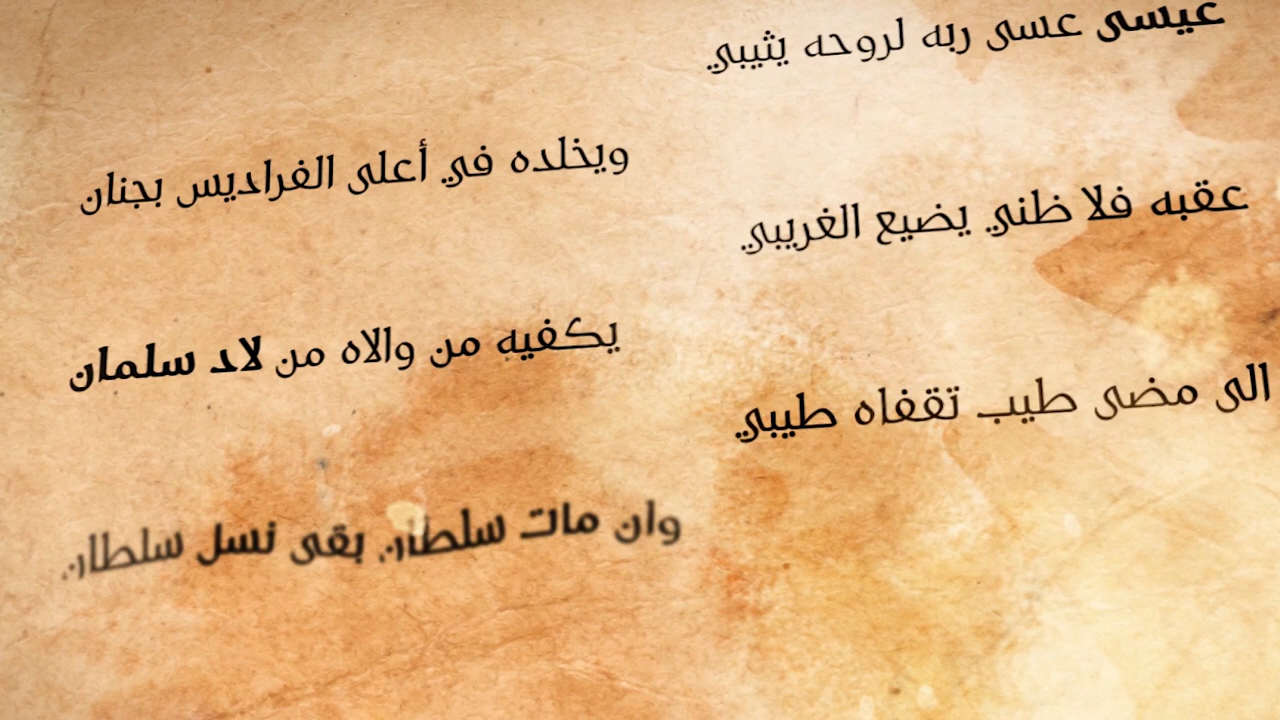 عيسى عسى ربه لروحه يثيبي
ويخلده في أعلى الفراديس بجنان
عقبه فلا ظني يضيع الغريبي
يكفيه من والاه من لاد سلمان
الى مضى طيب تقفاه طيبي
وان مات سلطان بقى نسل سلطان